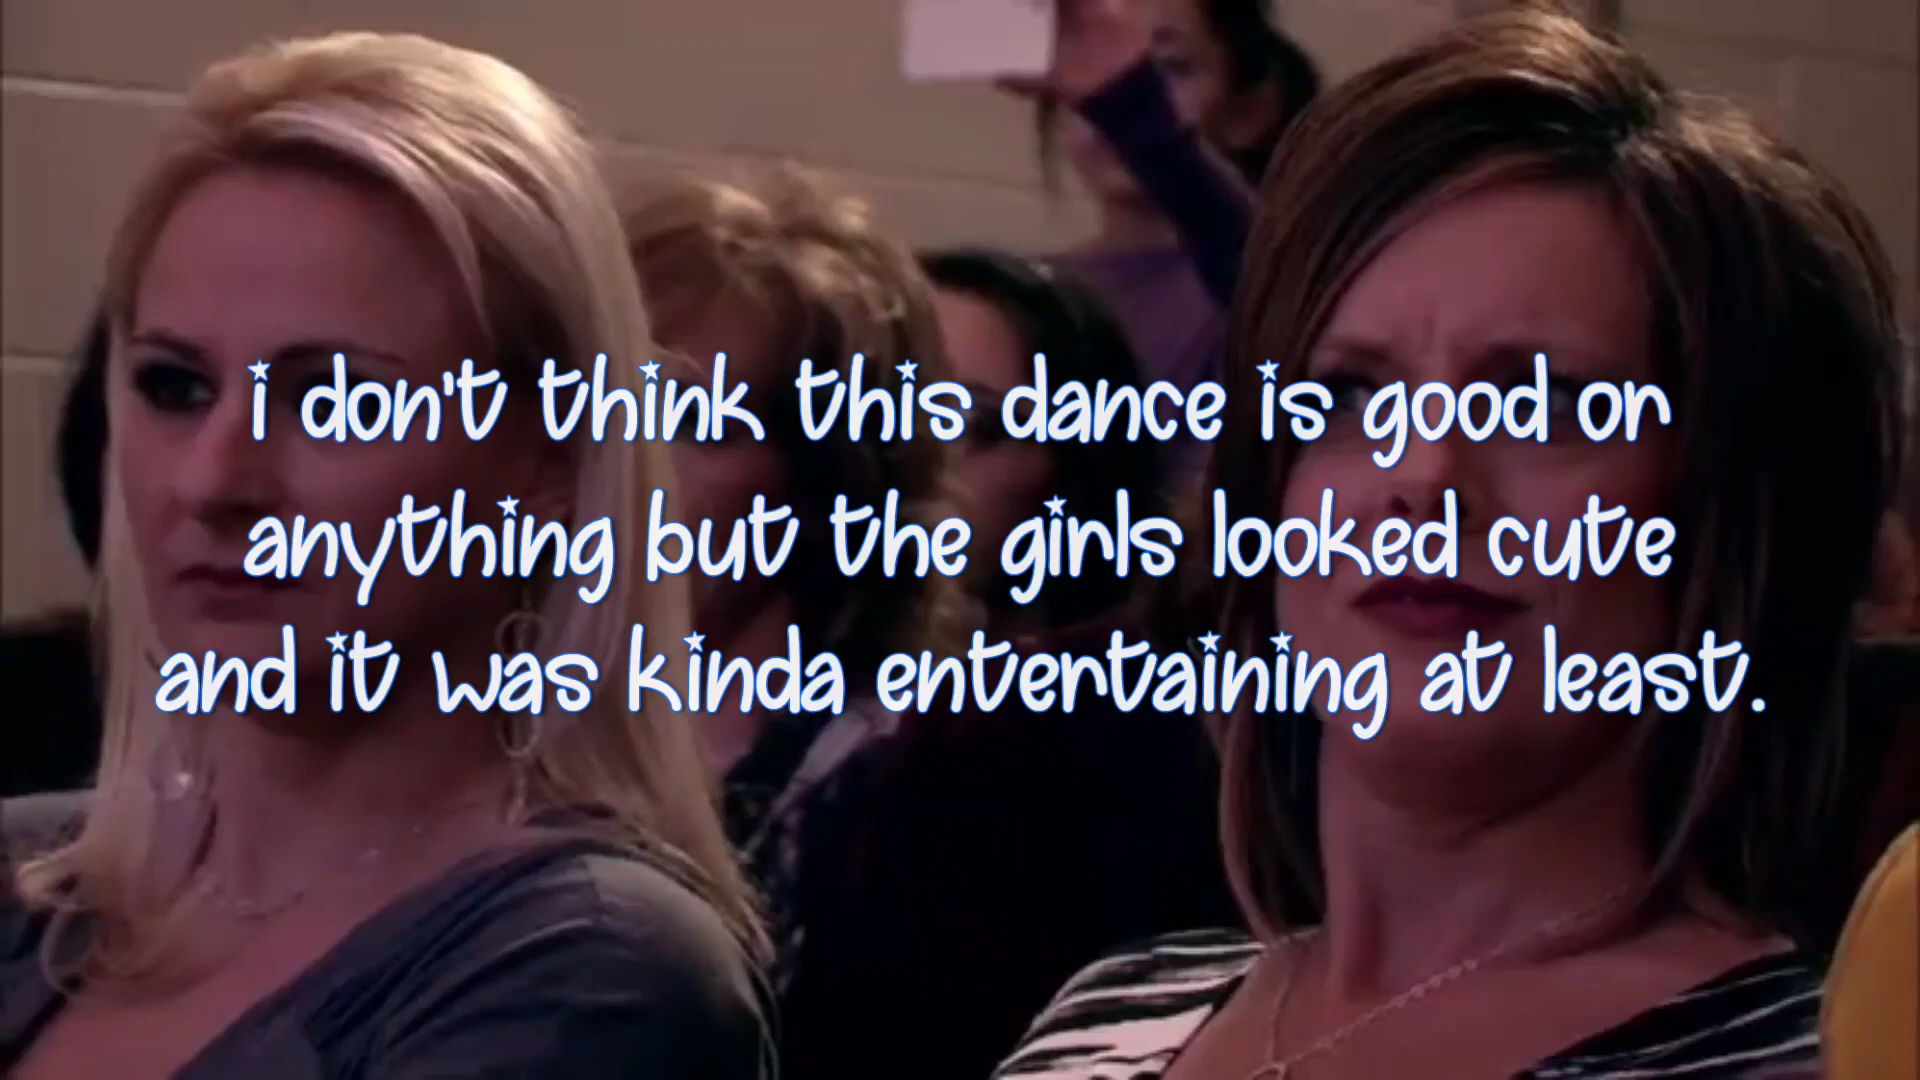 i don't think this dance is good or
anything but the girls looked cute
and it was kinda entertaining at least.